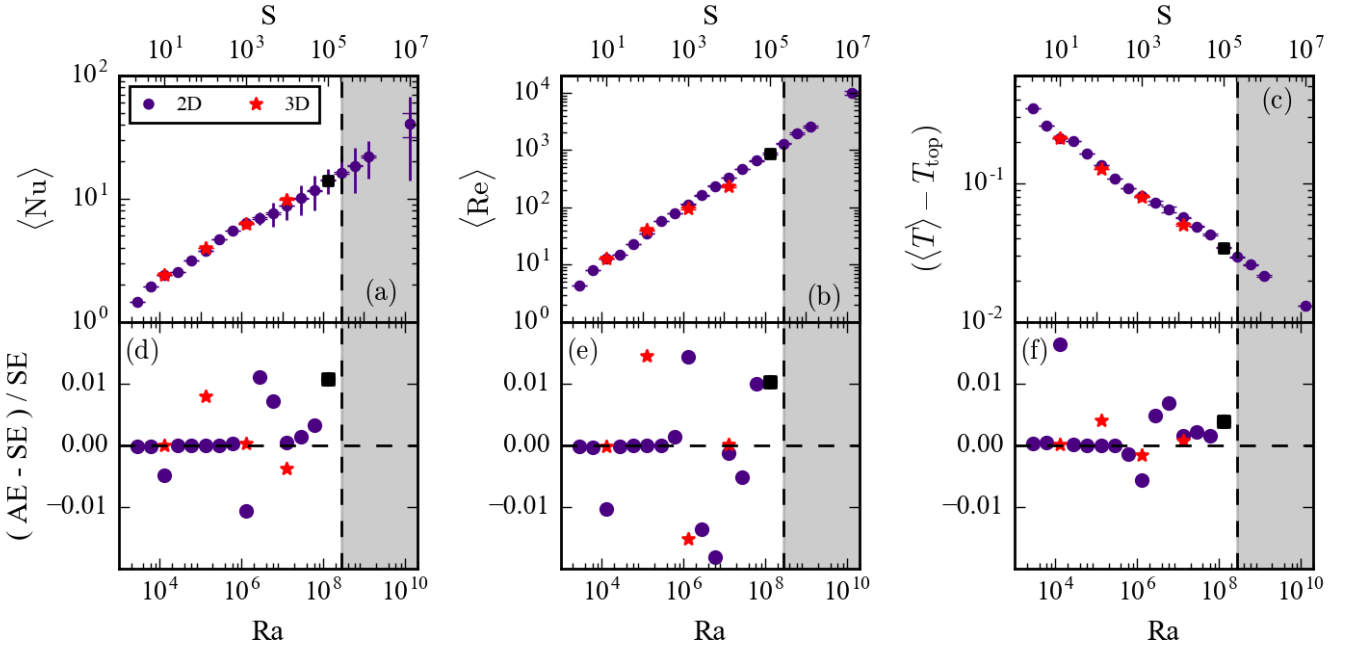 S S S
10^1 10^3 10^5 10^7 10^1 10^3 10^5 10^7 10^1 10^3 10^5 10^7
10^2
10^1
10^0
⟨Nu⟩
2D 3D
(a)
10^4
10^3
10^2
10^1
10^0
⟨Re⟩
(b)
10^-1
10^-2
(⟨T⟩ − T_top)
(c)
( AE - SE ) / SE
(d)
0.01
0.00
−0.01
(e)
0.01
0.00
−0.01
(f)
0.01
0.00
−0.01
10^4 10^6 10^8 10^10 10^4 10^6 10^8 10^10 10^4 10^6 10^8 10^10
Ra Ra Ra